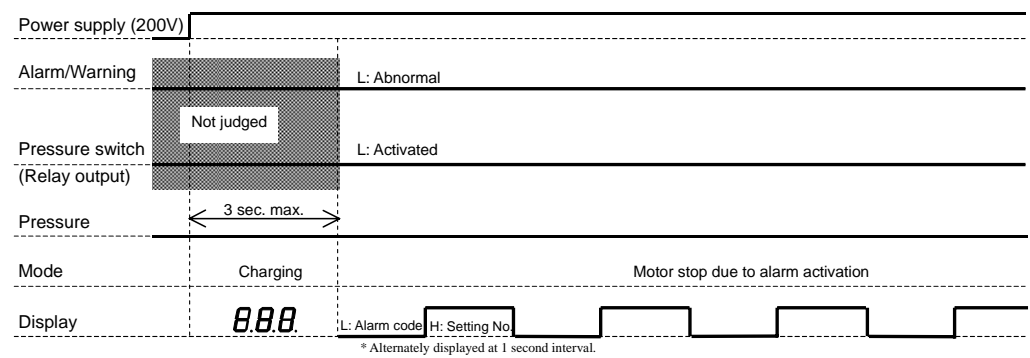 Power supply (200V)
Alarm/Warning
L: Abnormal
Not judged
Pressure switch
L: Activated
(Relay output)
3 sec. max.
Pressure
Mode
Charging
Motor stop due to alarm activation
Display
8.8.8.
L: Alarm code
H: Setting No.
* Alternately displayed at 1 second interval.